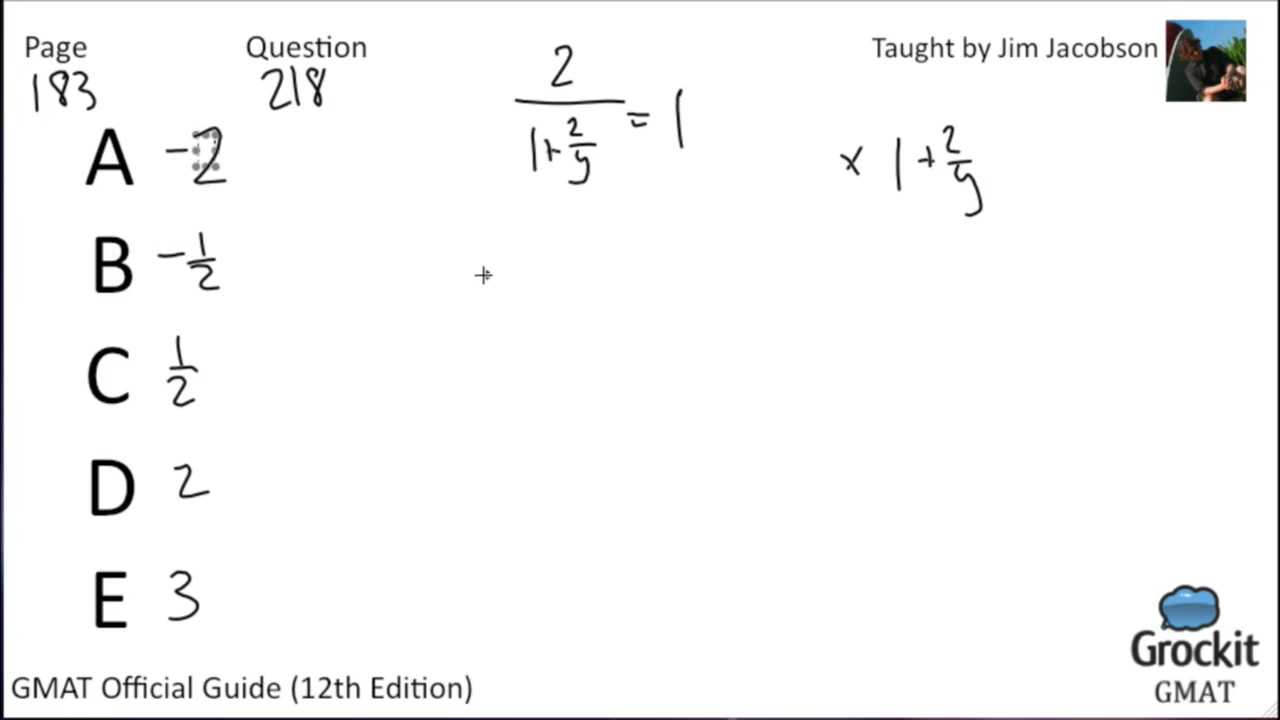 Page Question Taught by Jim Jacobson
183 218
2
1+2/y = 1
× 1+2/y
A -2
B -1/2
C 1/2
D 2
E 3
Grockit
GMAT
GMAT Official Guide (12th Edition)